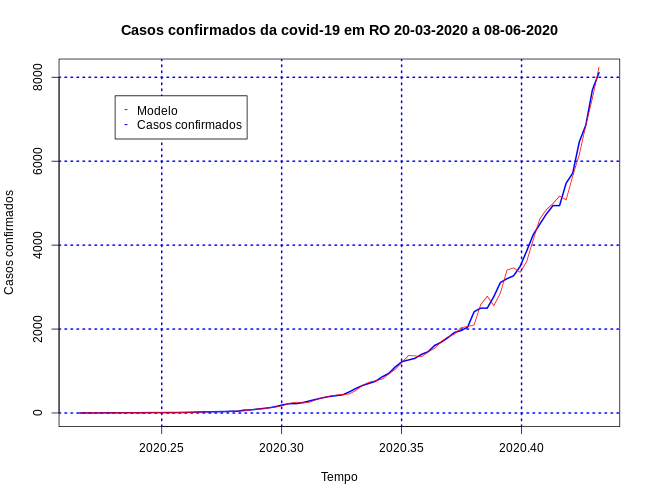 Casos confirmados da covid-19 em RO 20-03-2020 a 08-06-2020
8000
6000
4000
2000
0
Casos confirmados
- Modelo
- Casos confirmados
2020.25 2020.30 2020.35 2020.40
Tempo